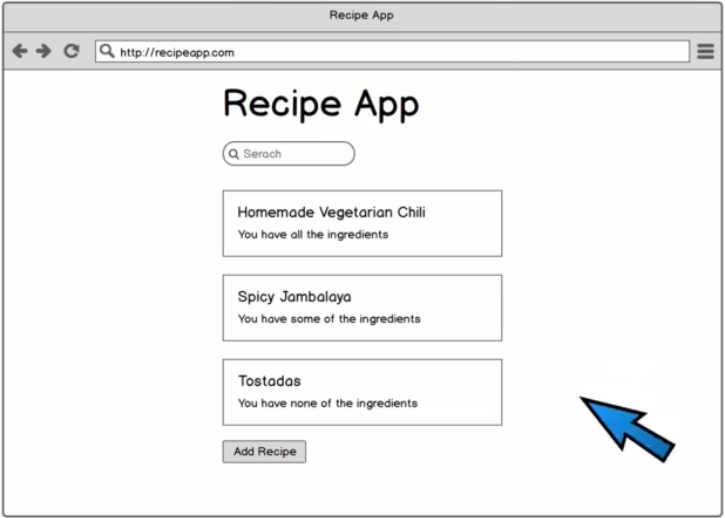 Recipe App
http://recipeapp.com
Recipe App
Serach
Homemade Vegetarian Chili
You have all the ingredients
Spicy Jambalaya
You have some of the ingredients
Tostadas
You have none of the ingredients
Add Recipe